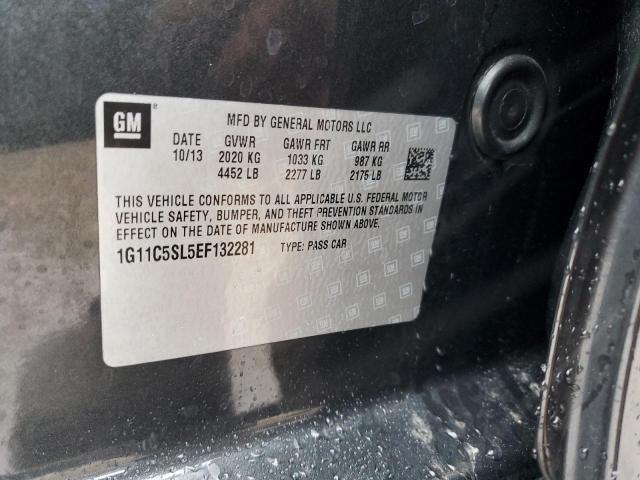 GM
MFD BY GENERAL MOTORS LLC
DATE GVWR GAWR FRT GAWR RR
10/13 2020 KG 1033 KG 987 KG
4452 LB 2277 LB 2175 LB
THIS VEHICLE CONFORMS TO ALL APPLICABLE U.S. FEDERAL MOTOR
VEHICLE SAFETY, BUMPER, AND THEFT PREVENTION STANDARDS IN
EFFECT ON THE DATE OF MANUFACTURE SHOWN ABOVE.
1G11C5SL5EF132281 TYPE: PASS CAR